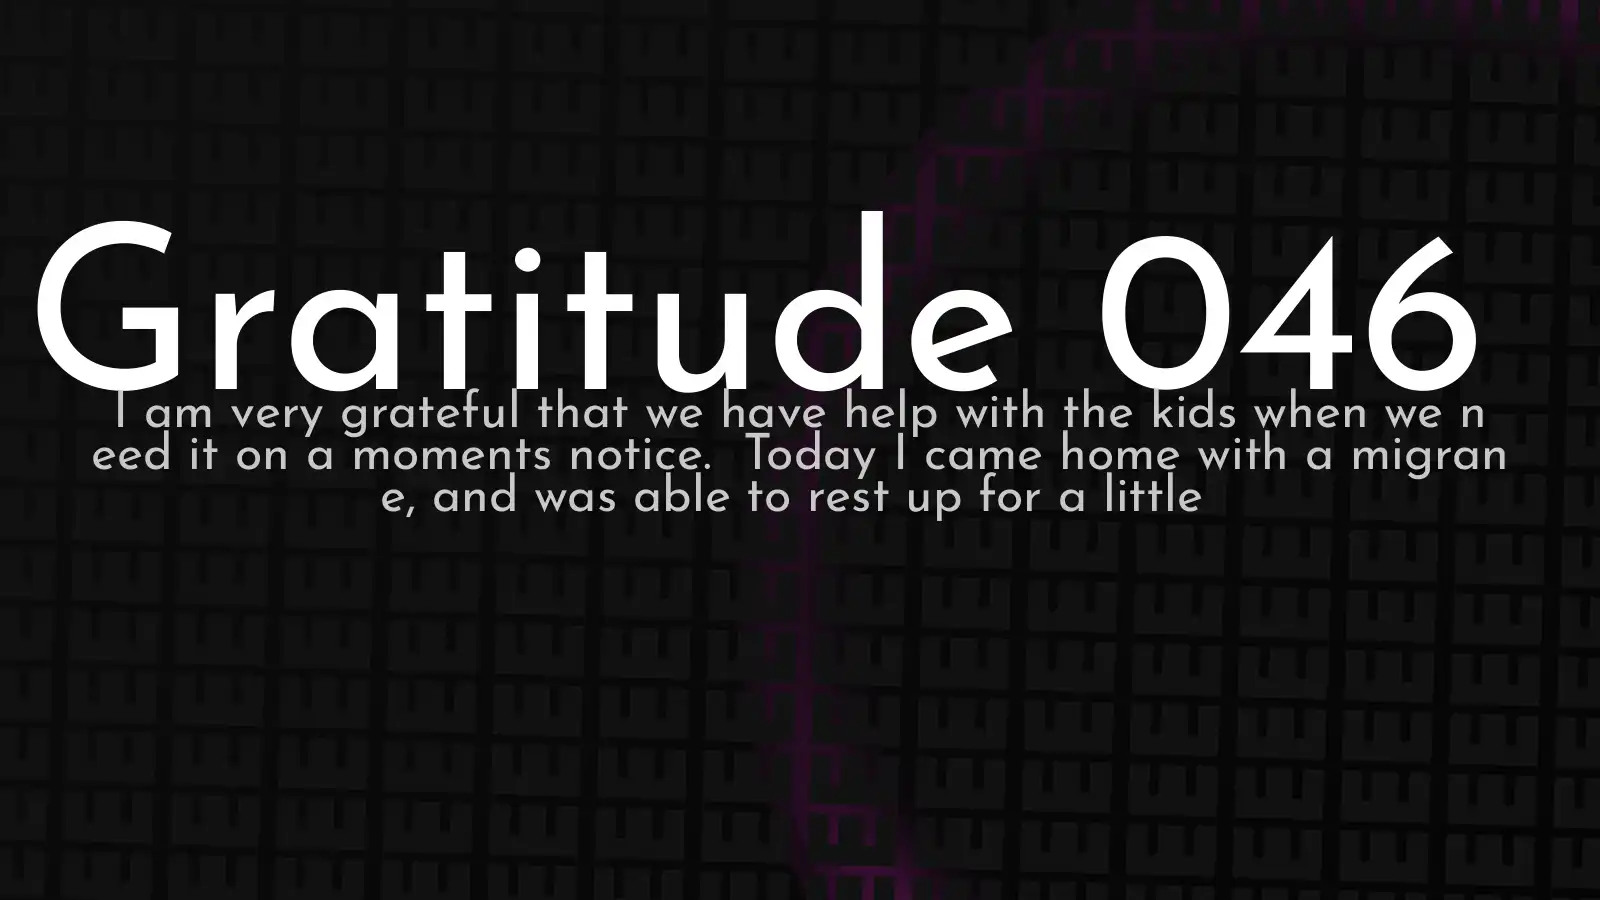 Gratitude 046
I am very grateful that we have help with the kids when we n
eed it on a moments notice.  Today I came home with a migran
e, and was able to rest up for a little